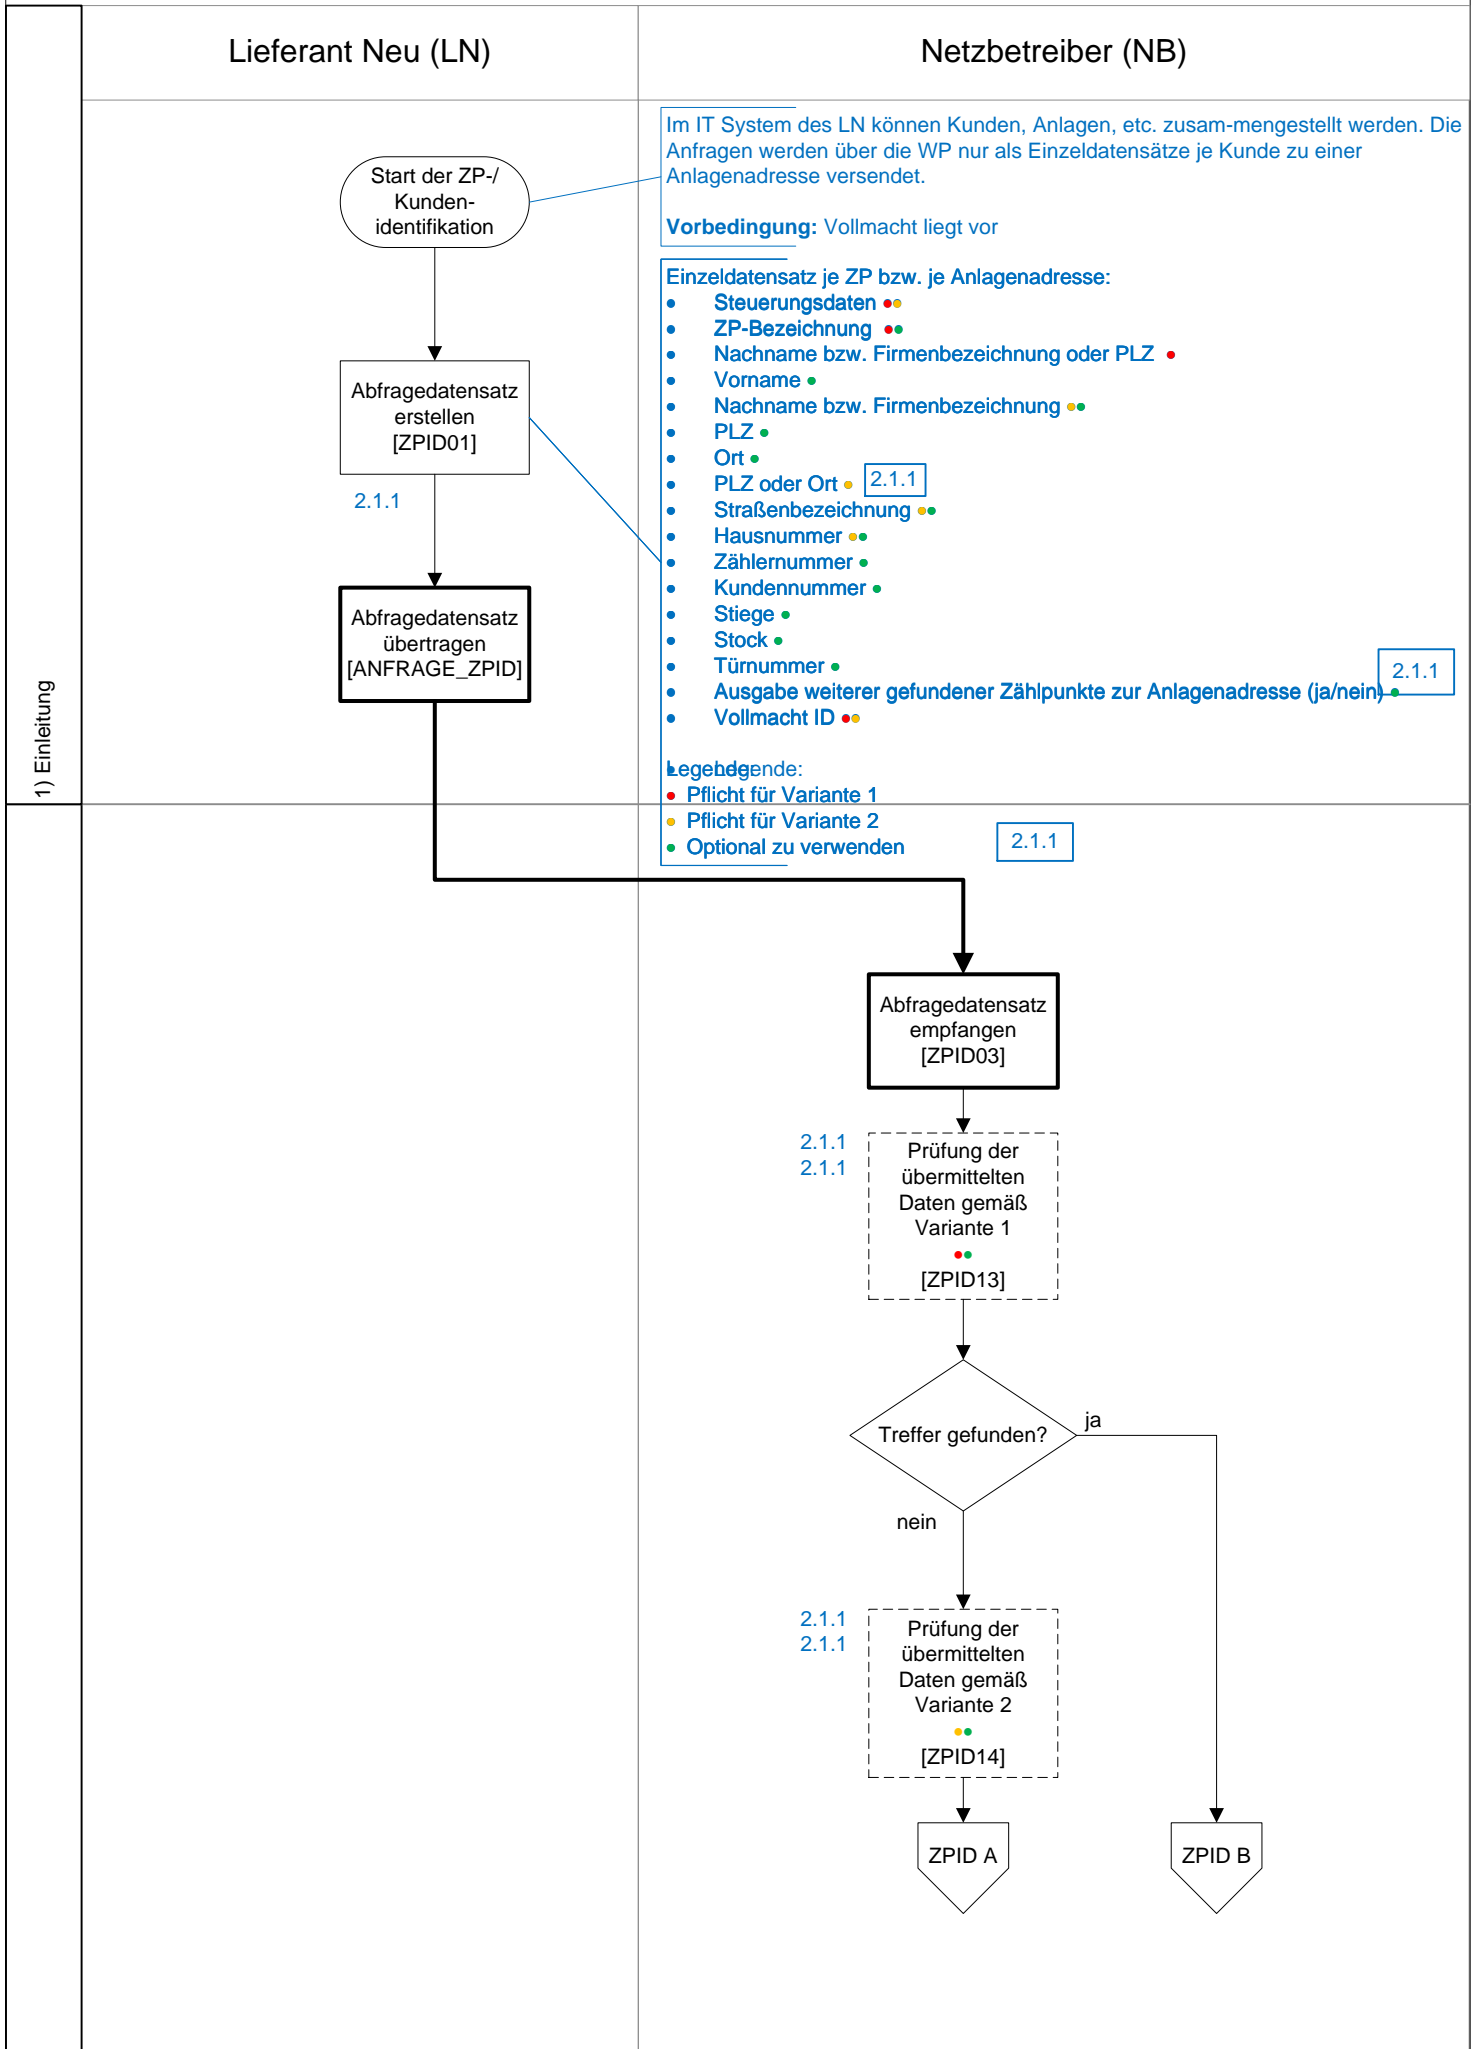 Lieferant Neu (LN)
Netzbetreiber (NB)
1) Einleitung
Start der ZP-/
Kunden-
identifikation
Im IT System des LN können Kunden, Anlagen, etc. zusam-mengestellt werden. Die
Anfragen werden über die WP nur als Einzeldatensätze je Kunde zu einer
Anlagenadresse versendet.
Vorbedingung: Vollmacht liegt vor
Abfragedatensatz
erstellen
[ZPID01]
2.1.1
Abfragedatensatz
übertragen
[ANFRAGE_ZPID]
Einzeldatensatz je ZP bzw. je Anlagenadresse:
• Steuerungsdaten ●●
• ZP-Bezeichnung ●●
• Nachname bzw. Firmenbezeichnung oder PLZ ●
• Vorname ●
• Nachname bzw. Firmenbezeichnung ●●
• PLZ ●
• Ort ●
• PLZ oder Ort ● 2.1.1
• Straßenbezeichnung ●●
• Hausnummer ●●
• Zählernummer ●
• Kundennummer ●
• Stiege ●
• Stock ●
• Türnummer ●
2.1.1
• Ausgabe weiterer gefundener Zählpunkte zur Anlagenadresse (ja/nein) ●
• Vollmacht ID ●●
Legende:
• Legende:
● Pflicht für Variante 1
● Pflicht für Variante 2
● Optional zu verwenden
2.1.1
Abfragedatensatz
empfangen
[ZPID03]
2.1.1
2.1.1
Prüfung der
übermittelten
Daten gemäß
Variante 1
●●
[ZPID13]
Treffer gefunden?
ja
nein
2.1.1
2.1.1
Prüfung der
übermittelten
Daten gemäß
Variante 2
●●
[ZPID14]
ZPID A
ZPID B